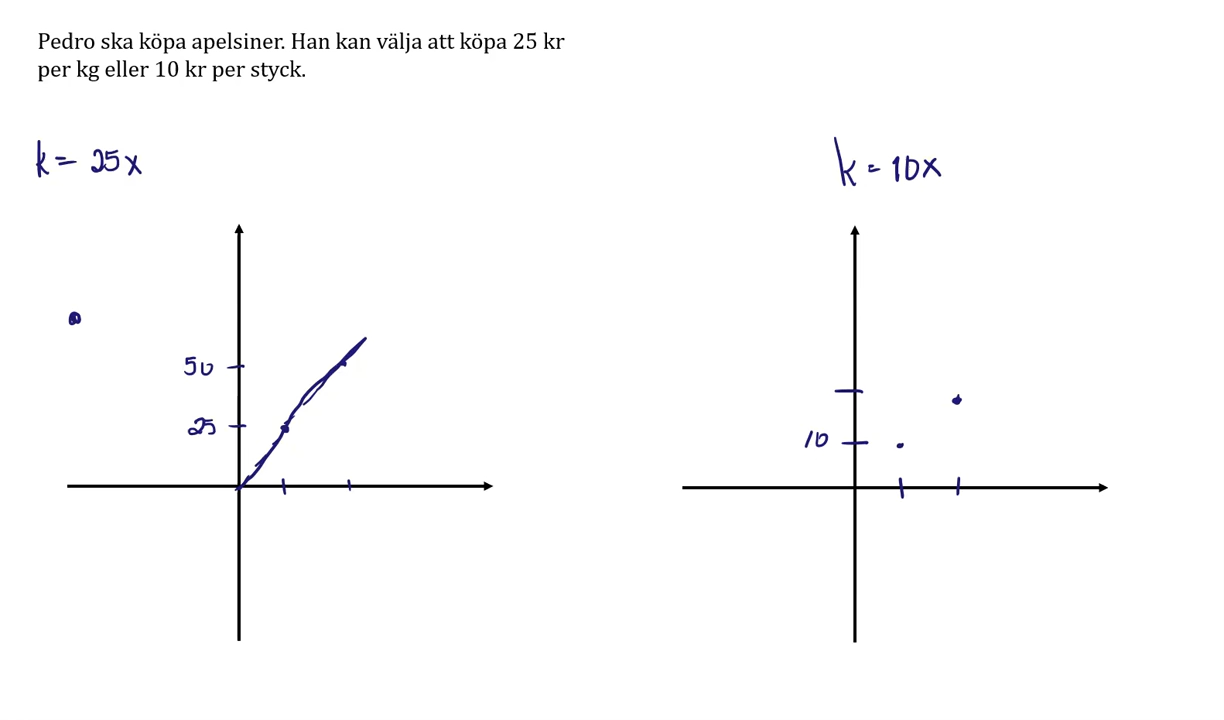 Pedro ska köpa apelsiner. Han kan välja att köpa 25 kr
per kg eller 10 kr per styck.
k = 25x
k = 10x
50
25
10